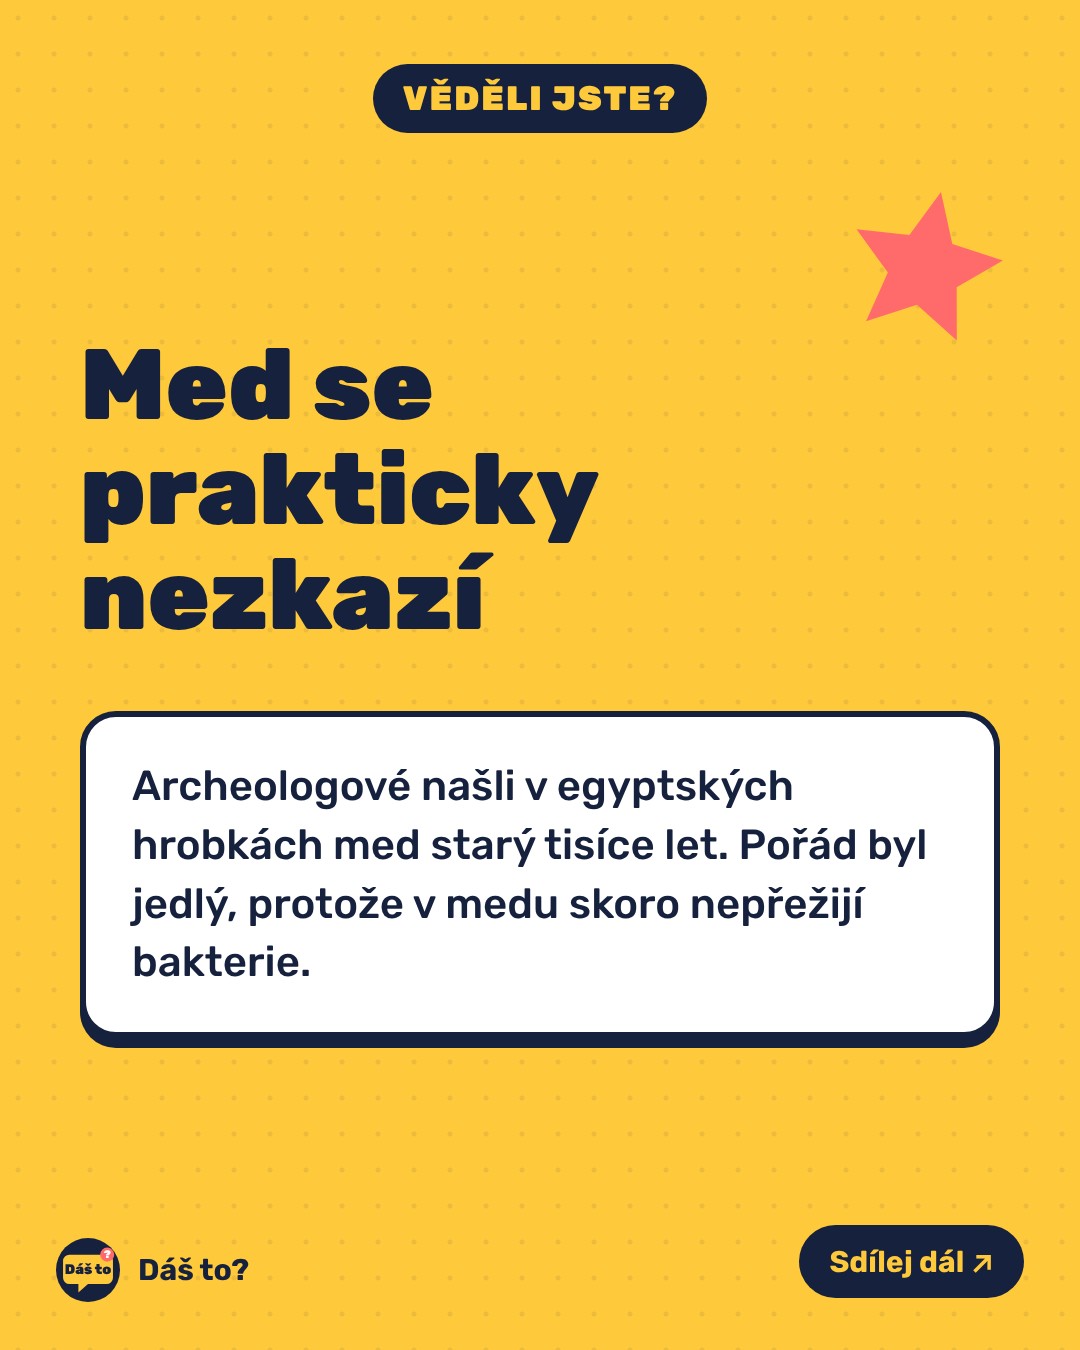 VĚDĚLI JSTE?
Med se
prakticky
nezkazí
Archeologové našli v egyptských
hrobkách med starý tisíce let. Pořád byl
jedlý, protože v medu skoro nepřežijí
bakterie.
Dáš to
?
Dáš to?
Sdílej dál ↗